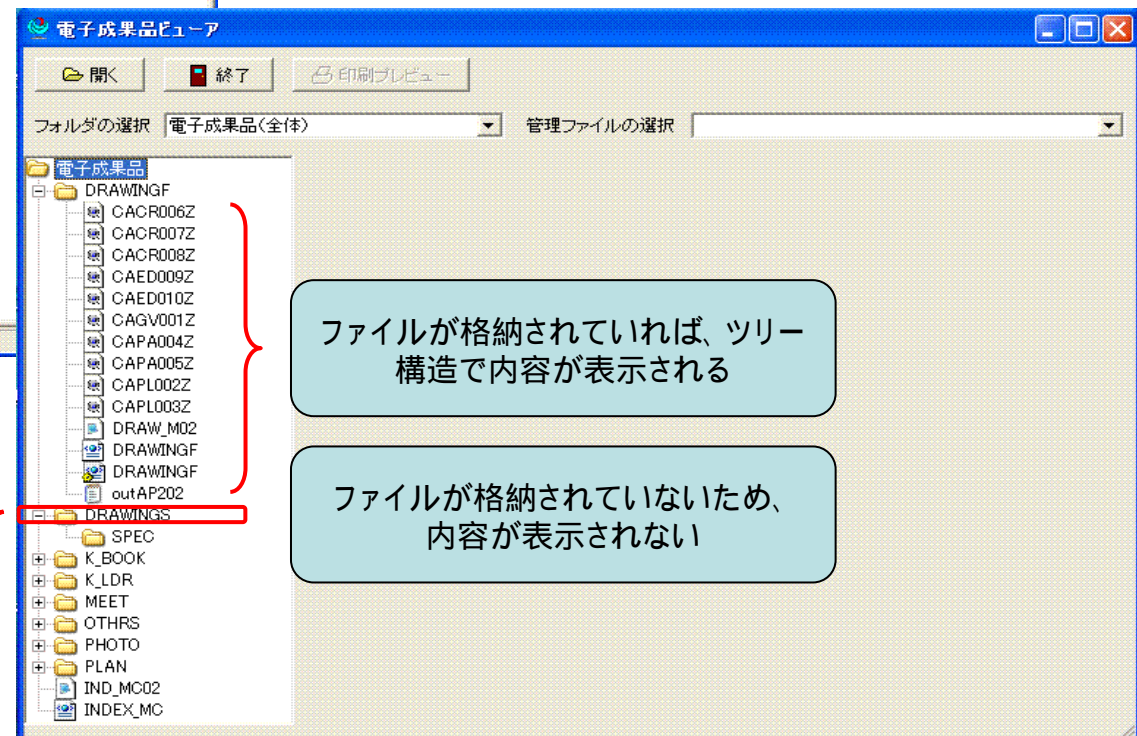 電子成果品ビューア
開く 終了 印刷プレビュー
フォルダの選択 電子成果品(全体) 管理ファイルの選択
電子成果品
DRAWINGF
CACR006Z
CACR007Z
CACR008Z
CAED009Z
CAED010Z
CAGV001Z
CAPA004Z
CAPA005Z
CAPL002Z
CAPL003Z
DRAW_M02
DRAWINGF
DRAWINGF
outAP202
DRAWINGS
SPEC
K_BOOK
K_LDR
MEET
OTHRS
PHOTO
PLAN
IND_MC02
INDEX_MC
ファイルが格納されていれば、ツリー
構造で内容が表示される
ファイルが格納されていないため、
内容が表示されない